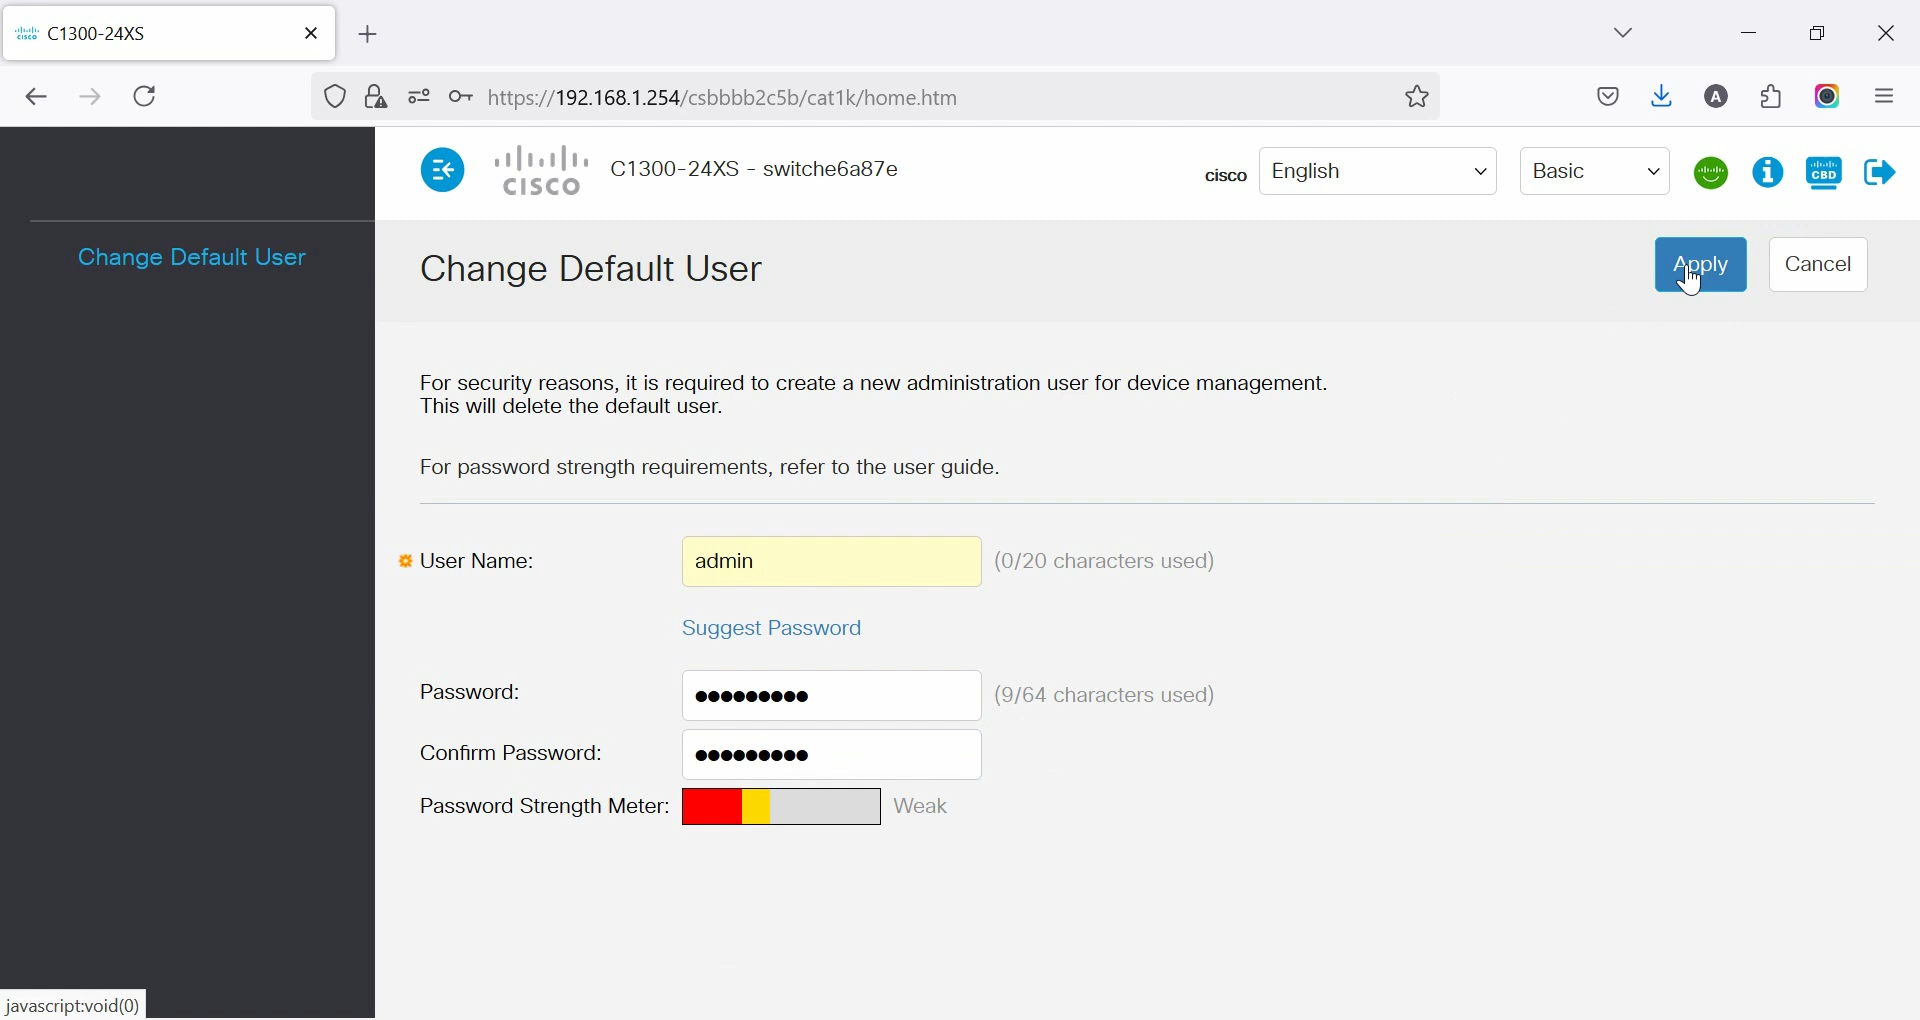 C1300-24XS
https://192.168.1.254/csbbbb2c5b/cat1k/home.htm
A
CISCO
C1300-24XS - switche6a87e
cisco
English
Basic
CBD
Change Default User
Change Default User
Apply
Cancel
For security reasons, it is required to create a new administration user for device management.
This will delete the default user.
For password strength requirements, refer to the user guide.
User Name:
admin
(0/20 characters used)
Suggest Password
Password:
●●●●●●●●●
(9/64 characters used)
Confirm Password:
●●●●●●●●●
Password Strength Meter:
Weak
javascript:void(0)